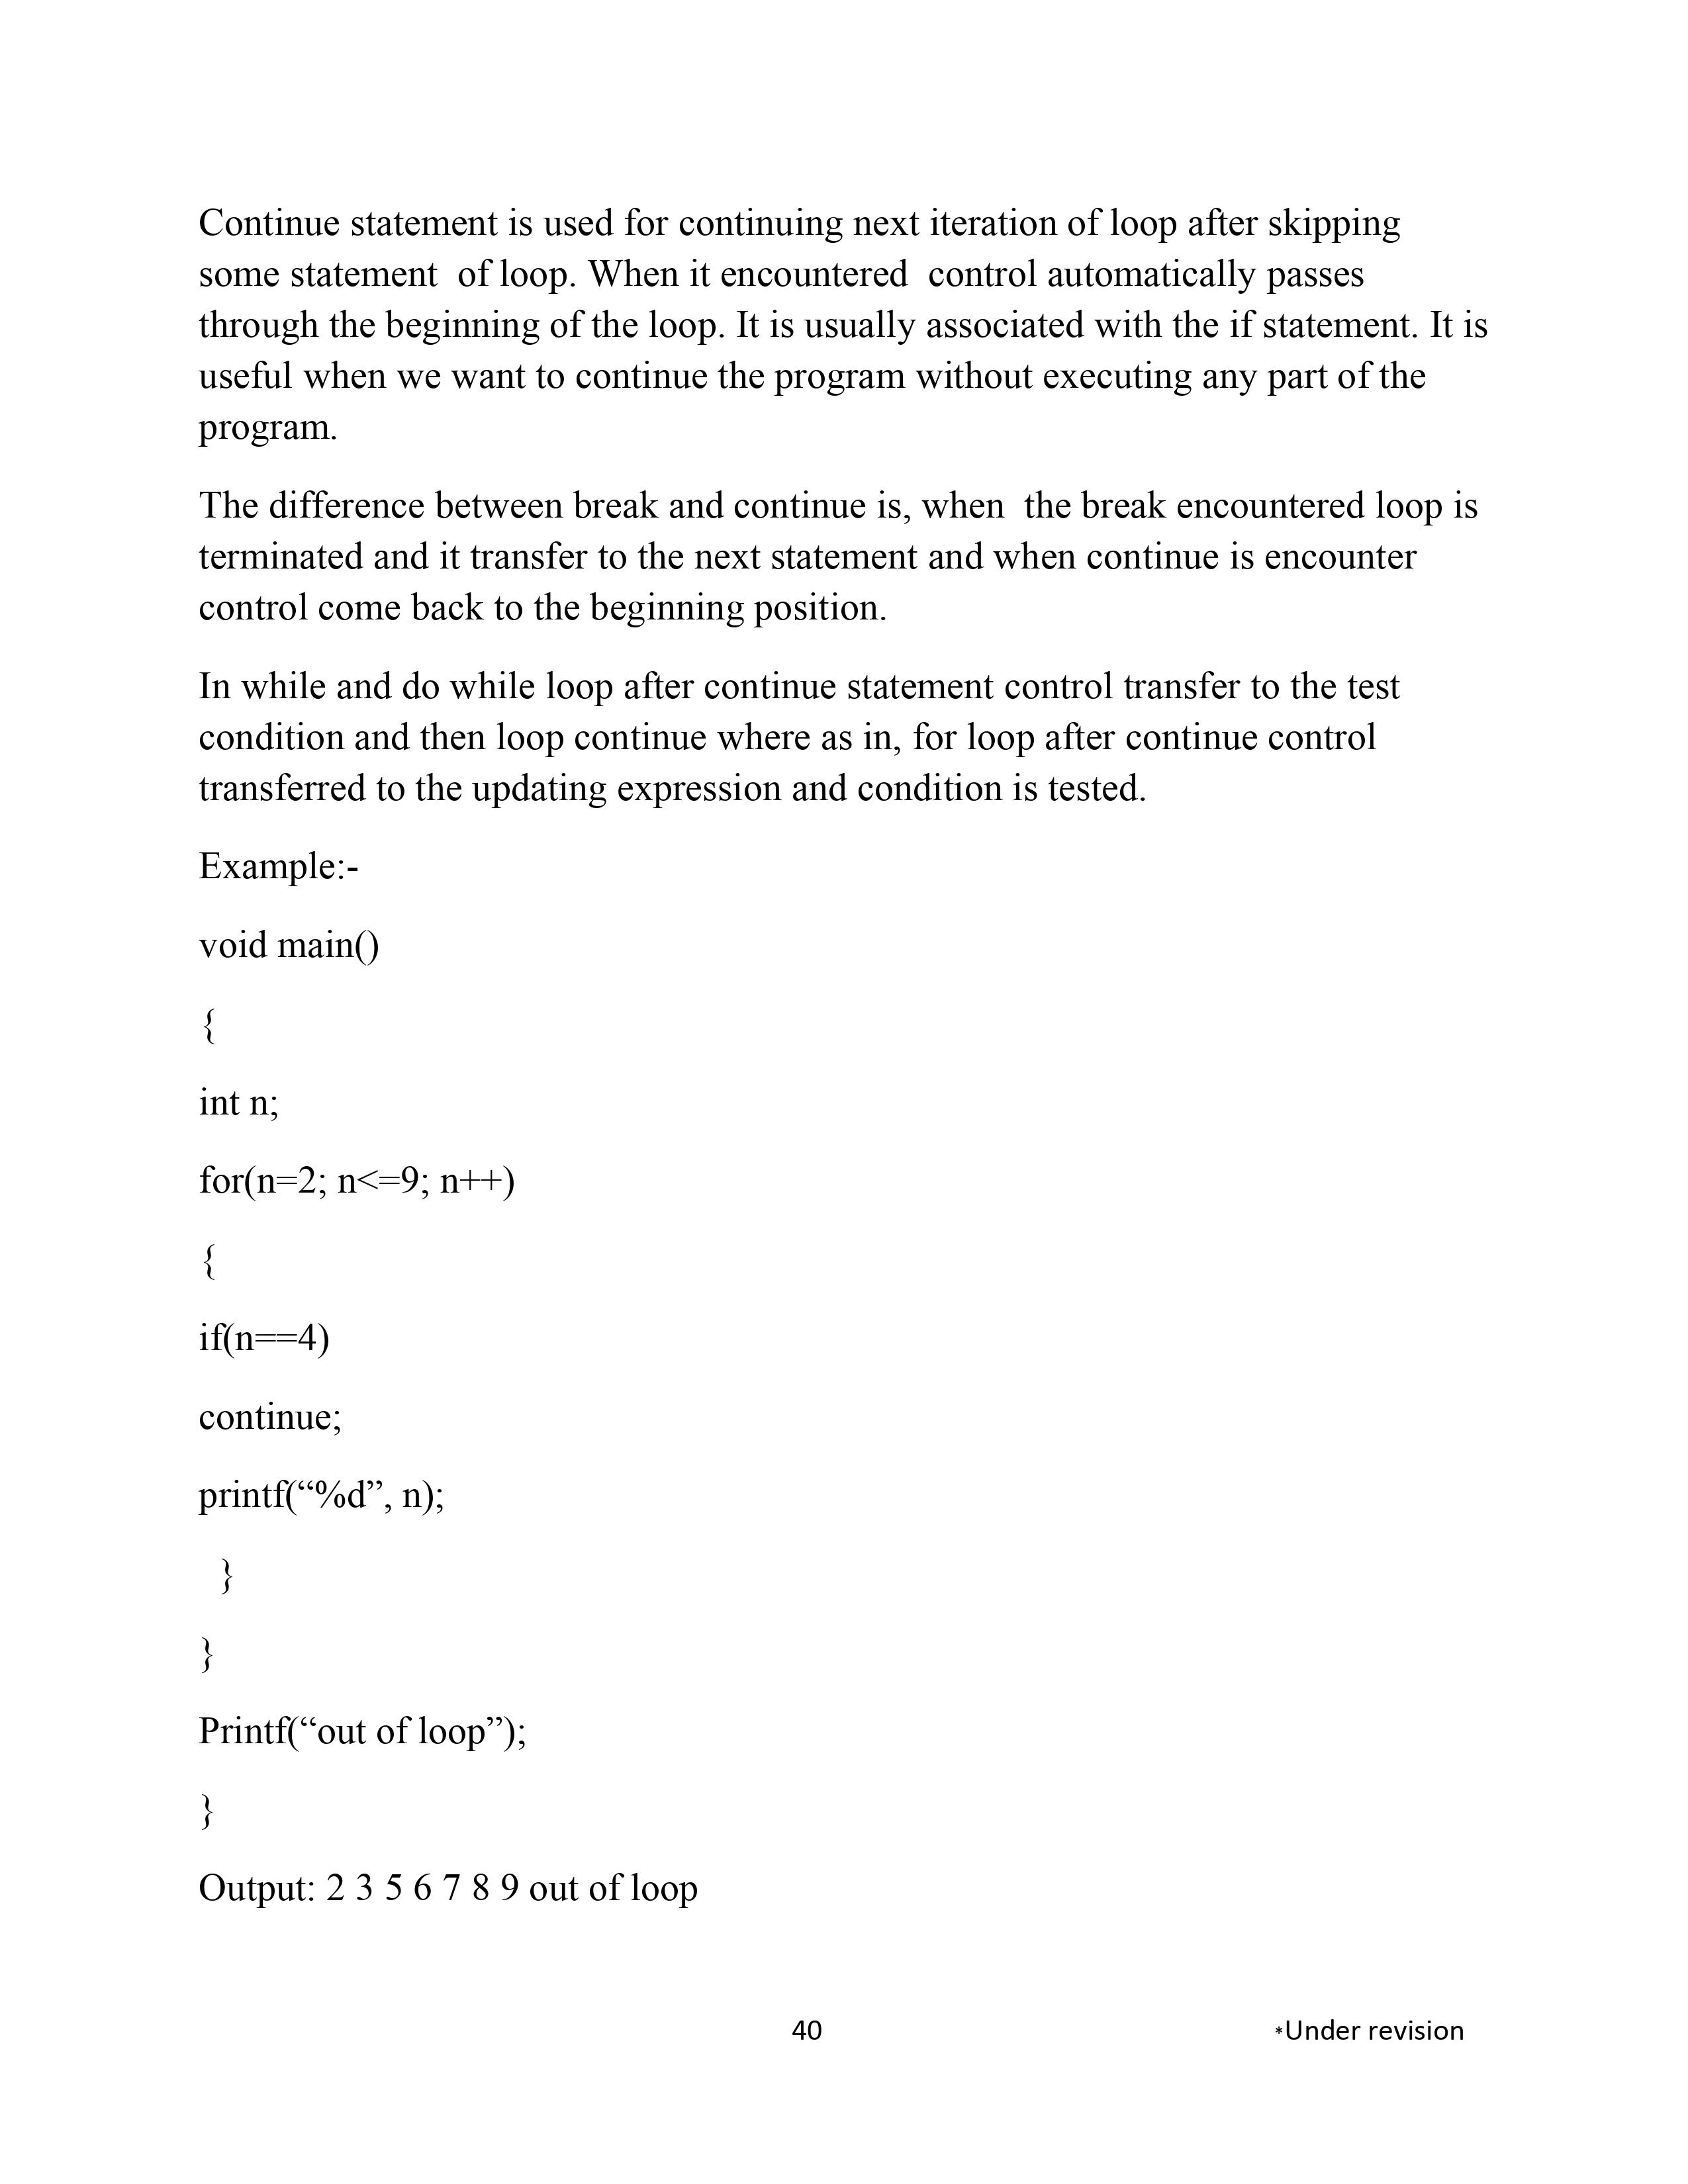 Continue statement is used for continuing next iteration of loop after skipping
some statement  of loop. When it encountered  control automatically passes
through the beginning of the loop. It is usually associated with the if statement. It is
useful when we want to continue the program without executing any part of the
program.
The difference between break and continue is, when  the break encountered loop is
terminated and it transfer to the next statement and when continue is encounter
control come back to the beginning position.
In while and do while loop after continue statement control transfer to the test
condition and then loop continue where as in, for loop after continue control
transferred to the updating expression and condition is tested.
Example:-
void main()
{
int n;
for(n=2; n<=9; n++)
{
if(n==4)
continue;
printf(“%d”, n);
}
}
Printf(“out of loop”);
}
Output: 2 3 5 6 7 8 9 out of loop
40 *Under revision